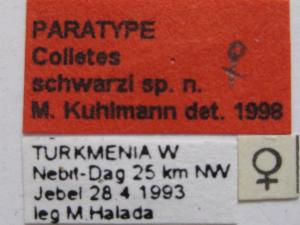 PARATYPE
Colletes
schwarzi sp. n. ♀
M. Kuhlmann det. 1998
TURKMENIA W
Nebit-Dag 25 km NW
Jebel 28.4 1993
leg M.Halada
♀